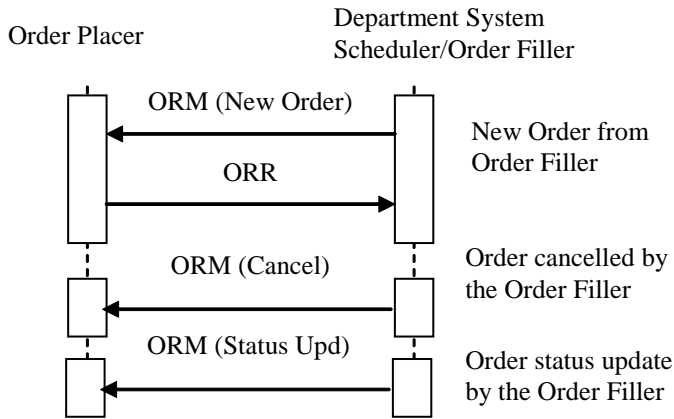 Order Placer
Department System
Scheduler/Order Filler
ORM (New Order)
New Order from
Order Filler
ORR
ORM (Cancel)
Order cancelled by
the Order Filler
ORM (Status Upd)
Order status update
by the Order Filler